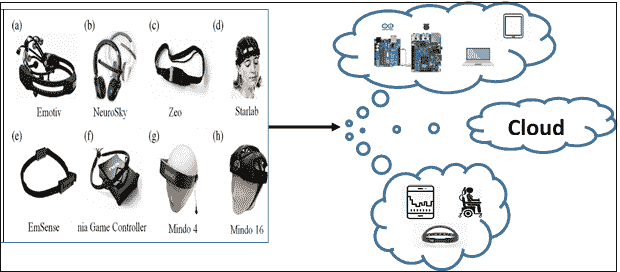 (a) (b) (c) (d)
Emotiv NeuroSky Zeo Starlab
(e) (f) (g) (h)
EmSense nia Game Controller Mindo 4 Mindo 16
Cloud